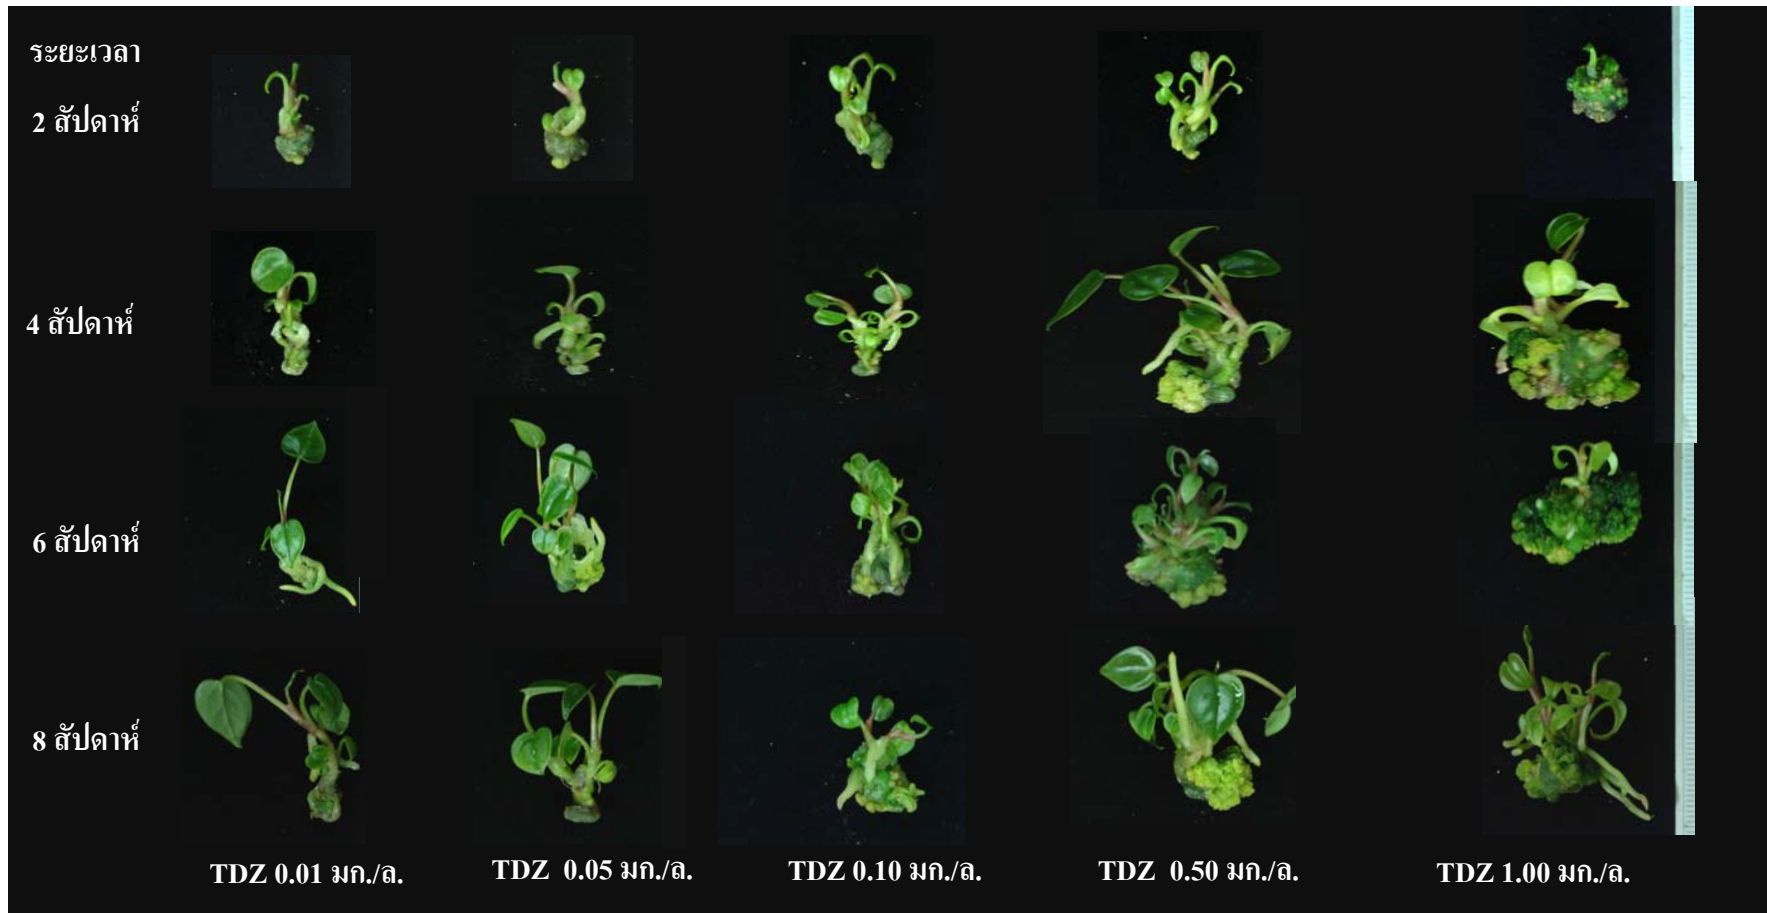 ระยะเวลา
2 สัปดาห์
4 สัปดาห์
6 สัปดาห์
8 สัปดาห์
TDZ 0.01 มก./ล. TDZ 0.05 มก./ล. TDZ 0.10 มก./ล. TDZ 0.50 มก./ล. TDZ 1.00 มก./ล.